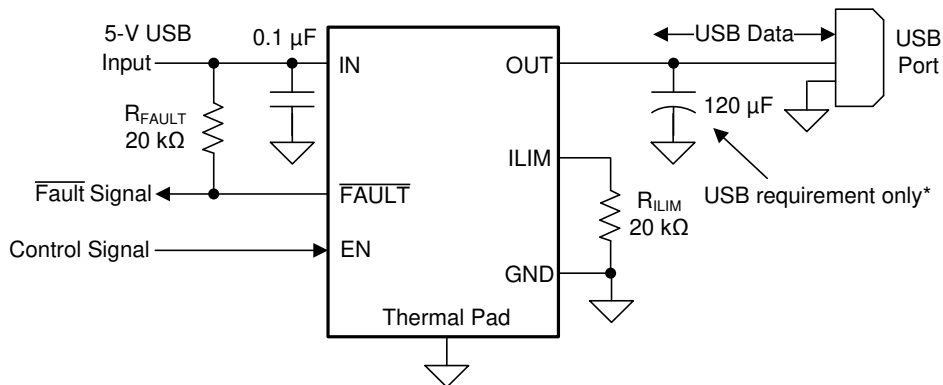 5-V USB
Input
0.1 µF
IN
OUT
USB Data
USB
Port
RFAULT
20 kΩ
120 µF
ILIM
Fault Signal
FAULT
RILIM
20 kΩ
USB requirement only*
Control Signal
EN
GND
Thermal Pad